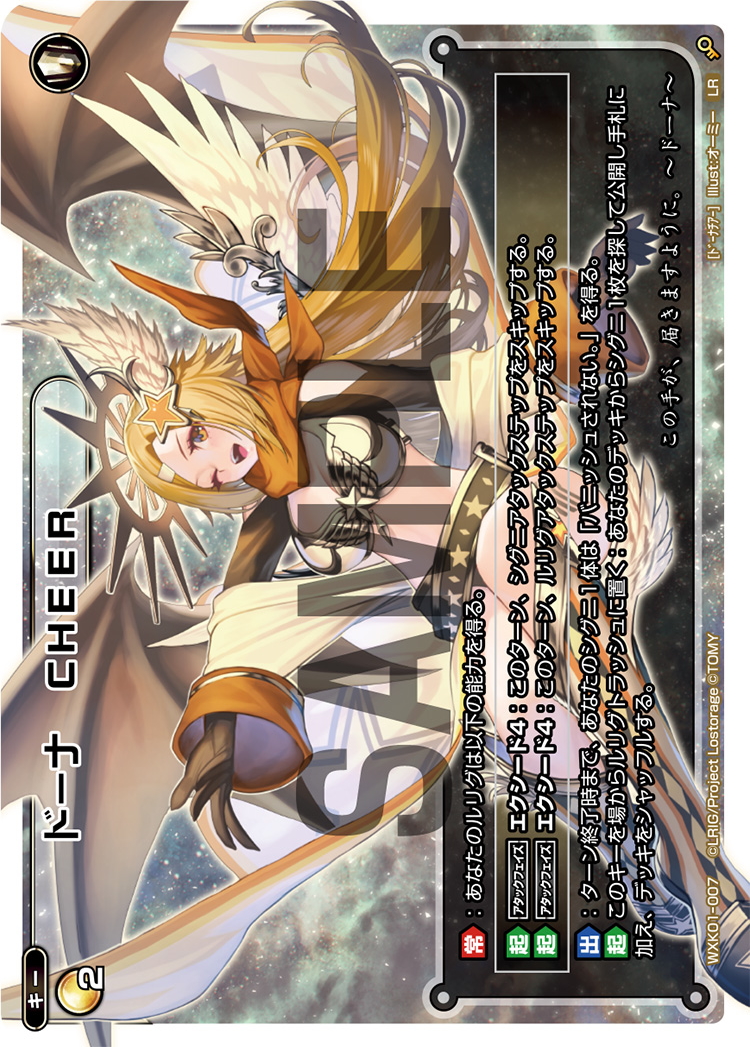 キー
2
ドーナ CHEER
SAMPLE
常：あなたのルリグは以下の能力を得る。
起 アタックフェイズ エクシード4：このターン、シグニアタックステップをスキップする。
起 アタックフェイズ エクシード4：このターン、ルリグアタックステップをスキップする。
出：ターン終了時まで、あなたのシグニ1体は「バニッシュされない。」を得る。
起 このキーを場からルリグトラッシュに置く：あなたのデッキからシグニ1枚を探して公開し手札に
加え、デッキをシャッフルする。
この手が、届きますように。～ドーナ～
WXK01-007 ©LRIG/Project Lostorage ©TOMY [ﾄﾞｰﾅﾁｱｰ] Illust:オーミー LR